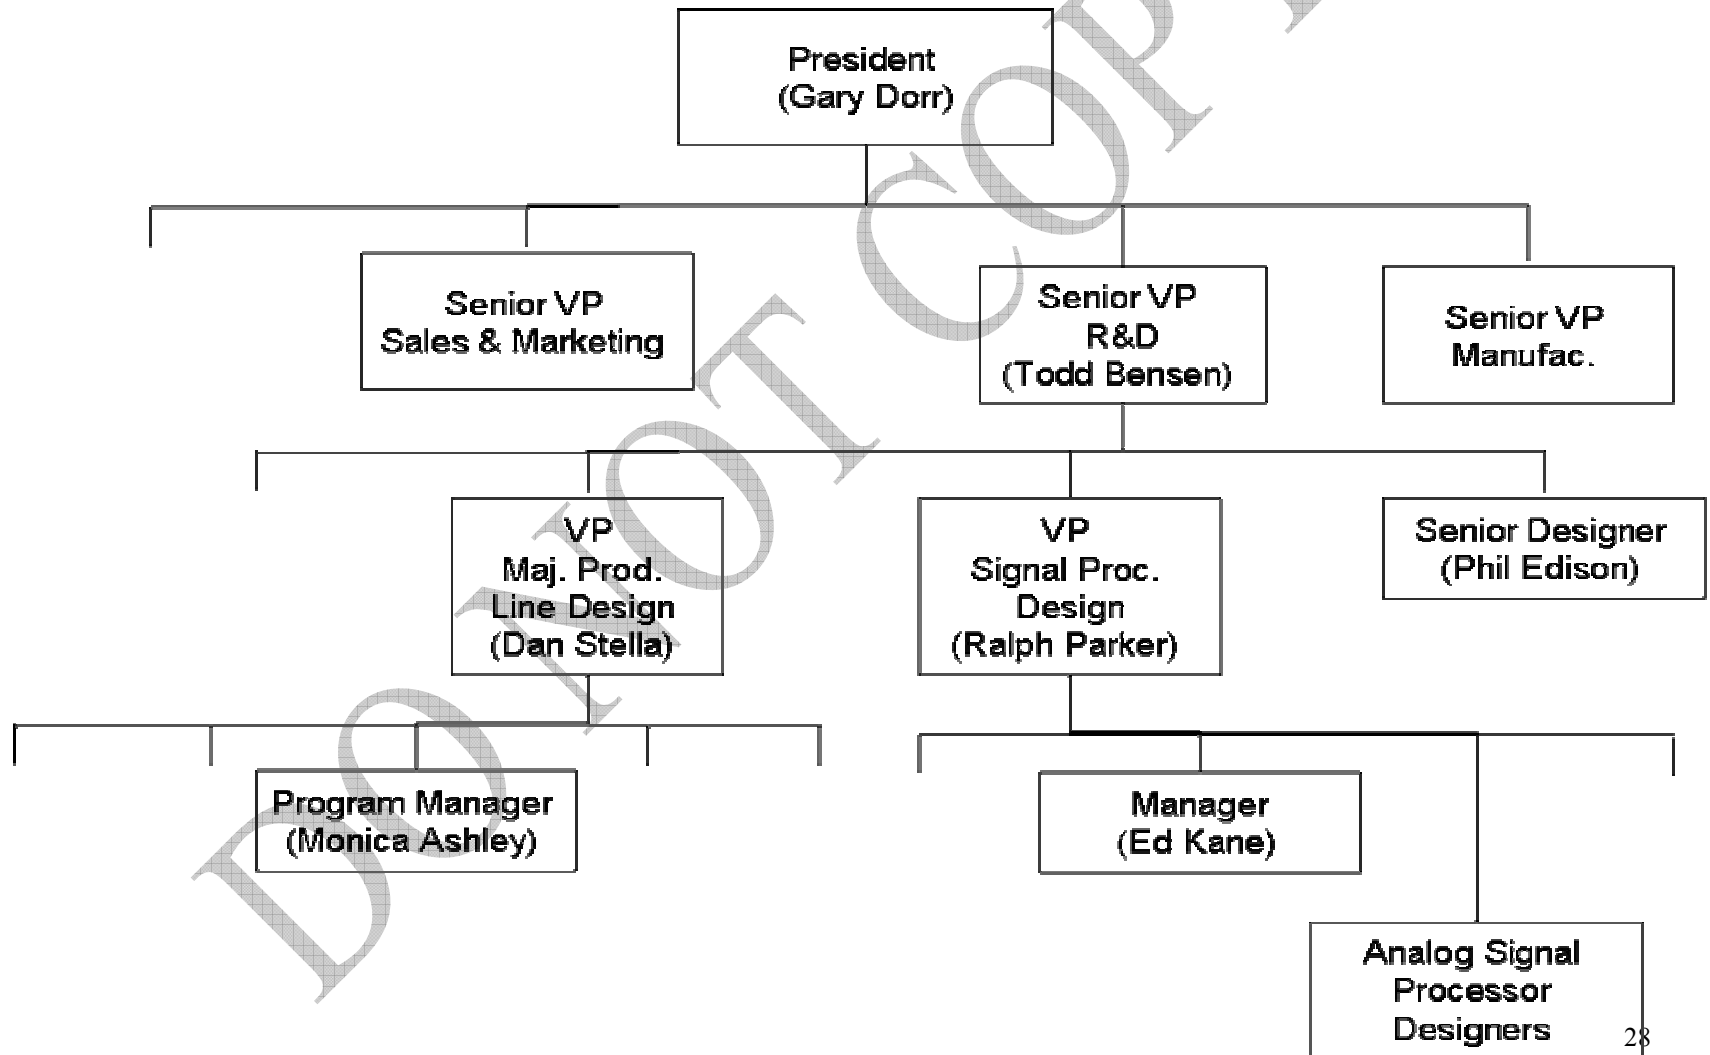 President
(Gary Dorr)
Senior VP
Sales & Marketing
Senior VP
R&D
(Todd Bensen)
Senior VP
Manufac.
VP
Maj. Prod.
Line Design
(Dan Stella)
VP
Signal Proc.
Design
(Ralph Parker)
Senior Designer
(Phil Edison)
Program Manager
(Monica Ashley)
Manager
(Ed Kane)
Analog Signal
Processor
Designers
28
DO NOT COPY